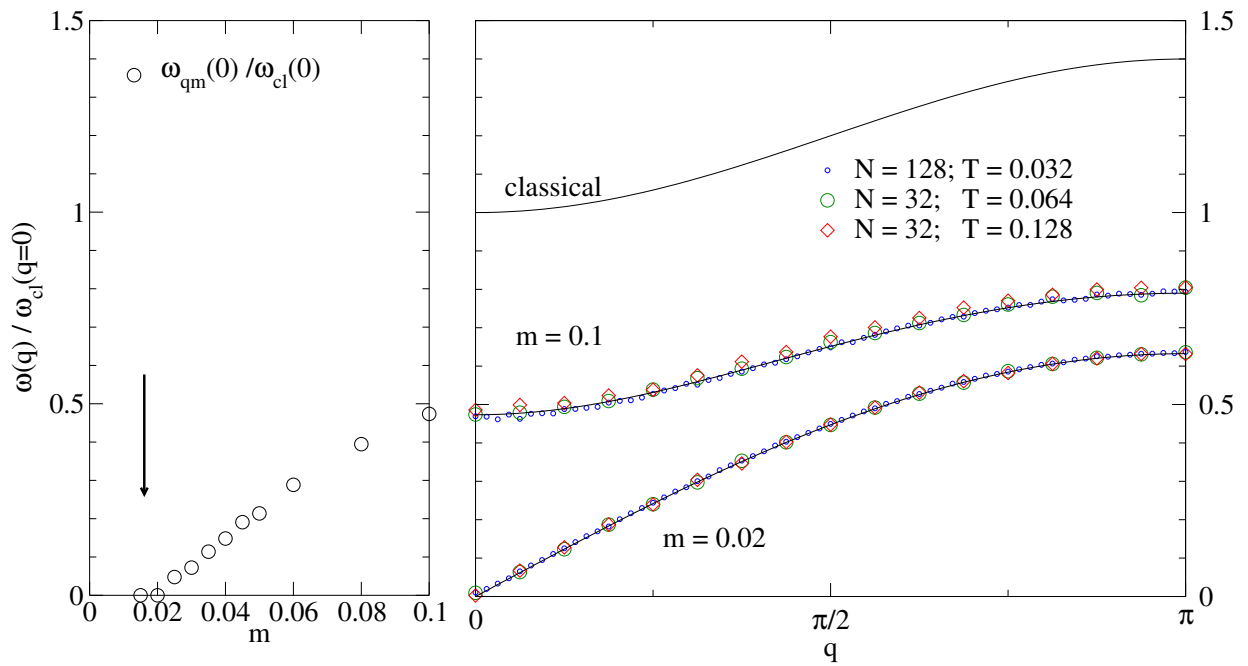 1.5
1
0.5
0
ω(q) / ω_cl(q=0)
ω_qm(0) /ω_cl(0)
0 0.02 0.04 0.06 0.08 0.1
m
classical
N = 128; T = 0.032
N = 32; T = 0.064
N = 32; T = 0.128
m = 0.1
m = 0.02
0 π/2 π
q
1.5
1
0.5
0